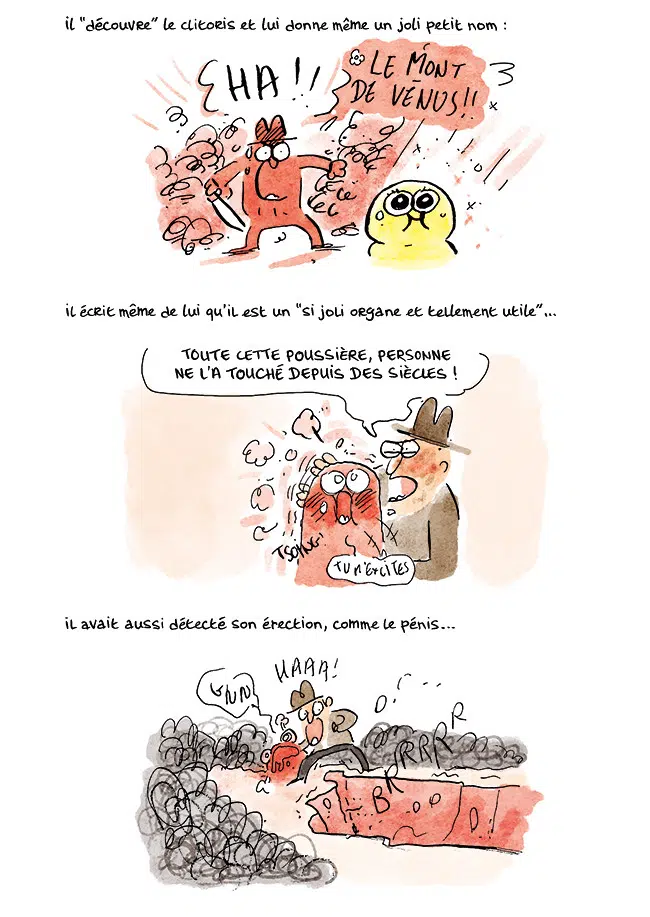 il "découvre" le clitoris et lui donne même un joli petit nom :
HA !!
LE MONT
DE VÉNUS!!
il écrit même de lui qu'il est un "si joli organe et tellement utile"...
TOUTE CETTE POUSSIÈRE, PERSONNE
NE L'A TOUCHÉ DEPUIS DES SIÈCLES !
TSOING!
TU M'EXCITES
il avait aussi détecté son érection, comme le pénis...
HAAA!
GNN
BRRRRR